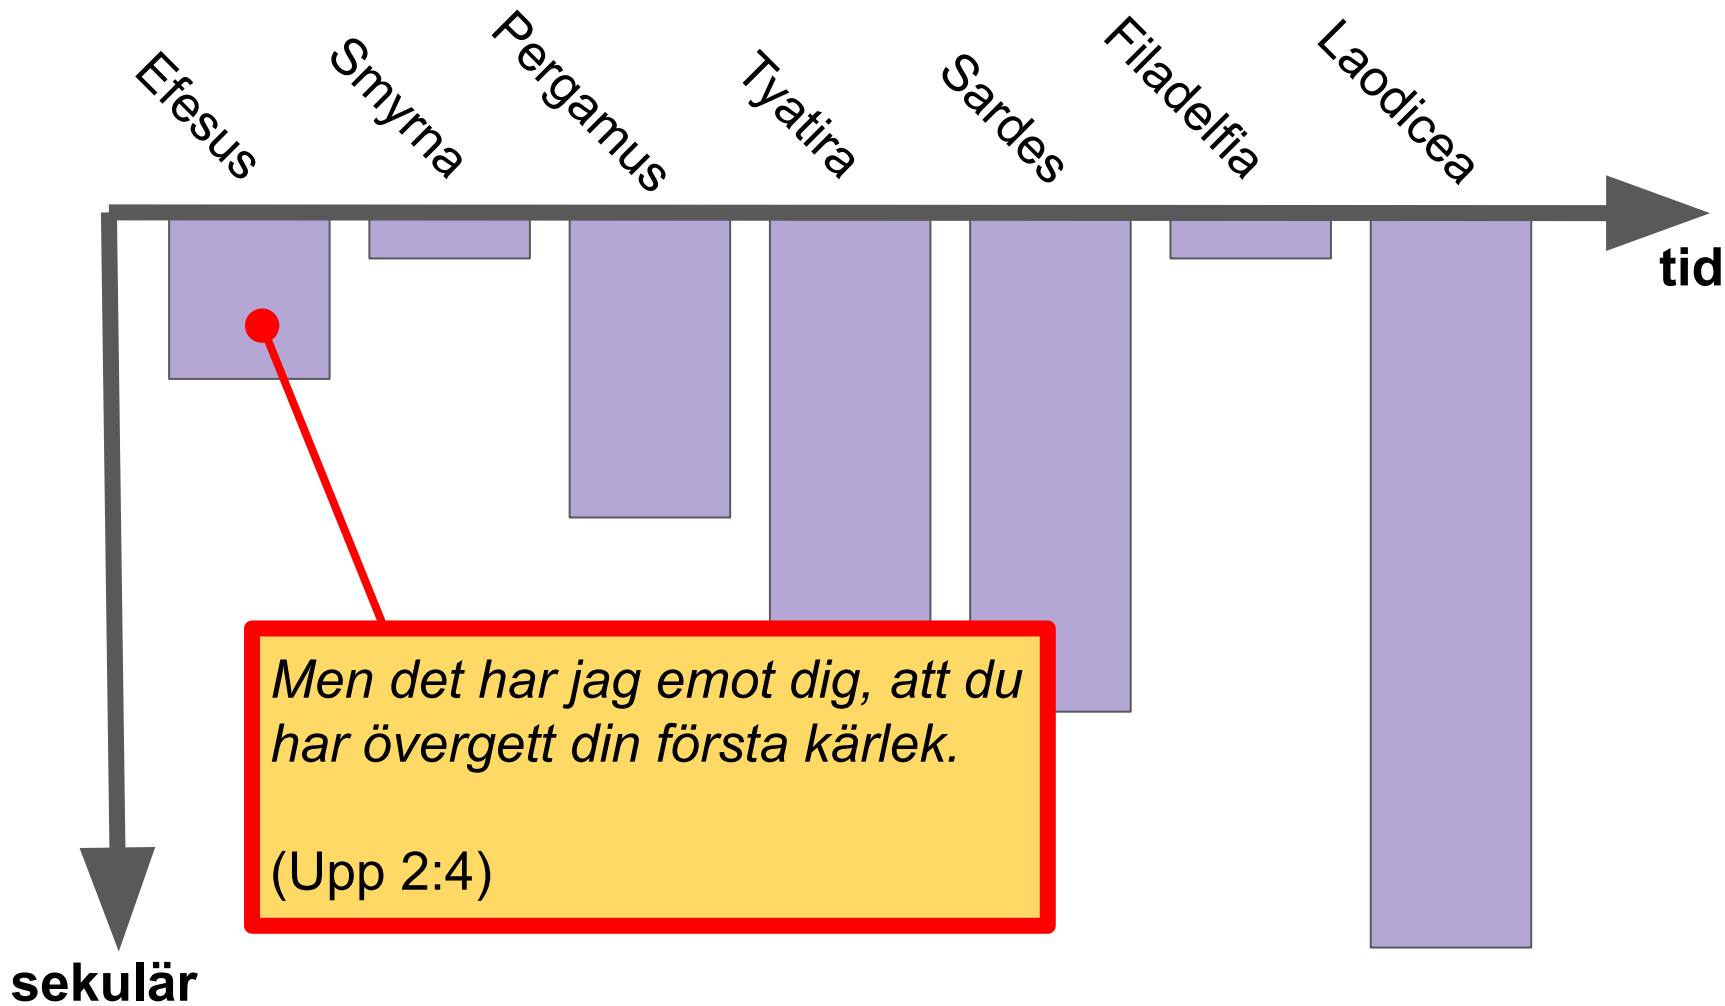 Efesus
Smyrna
Pergamus
Tyatira
Sardes
Filadelfia
Laodicea
tid
Men det har jag emot dig, att du
har övergett din första kärlek.
(Upp 2:4)
sekulär